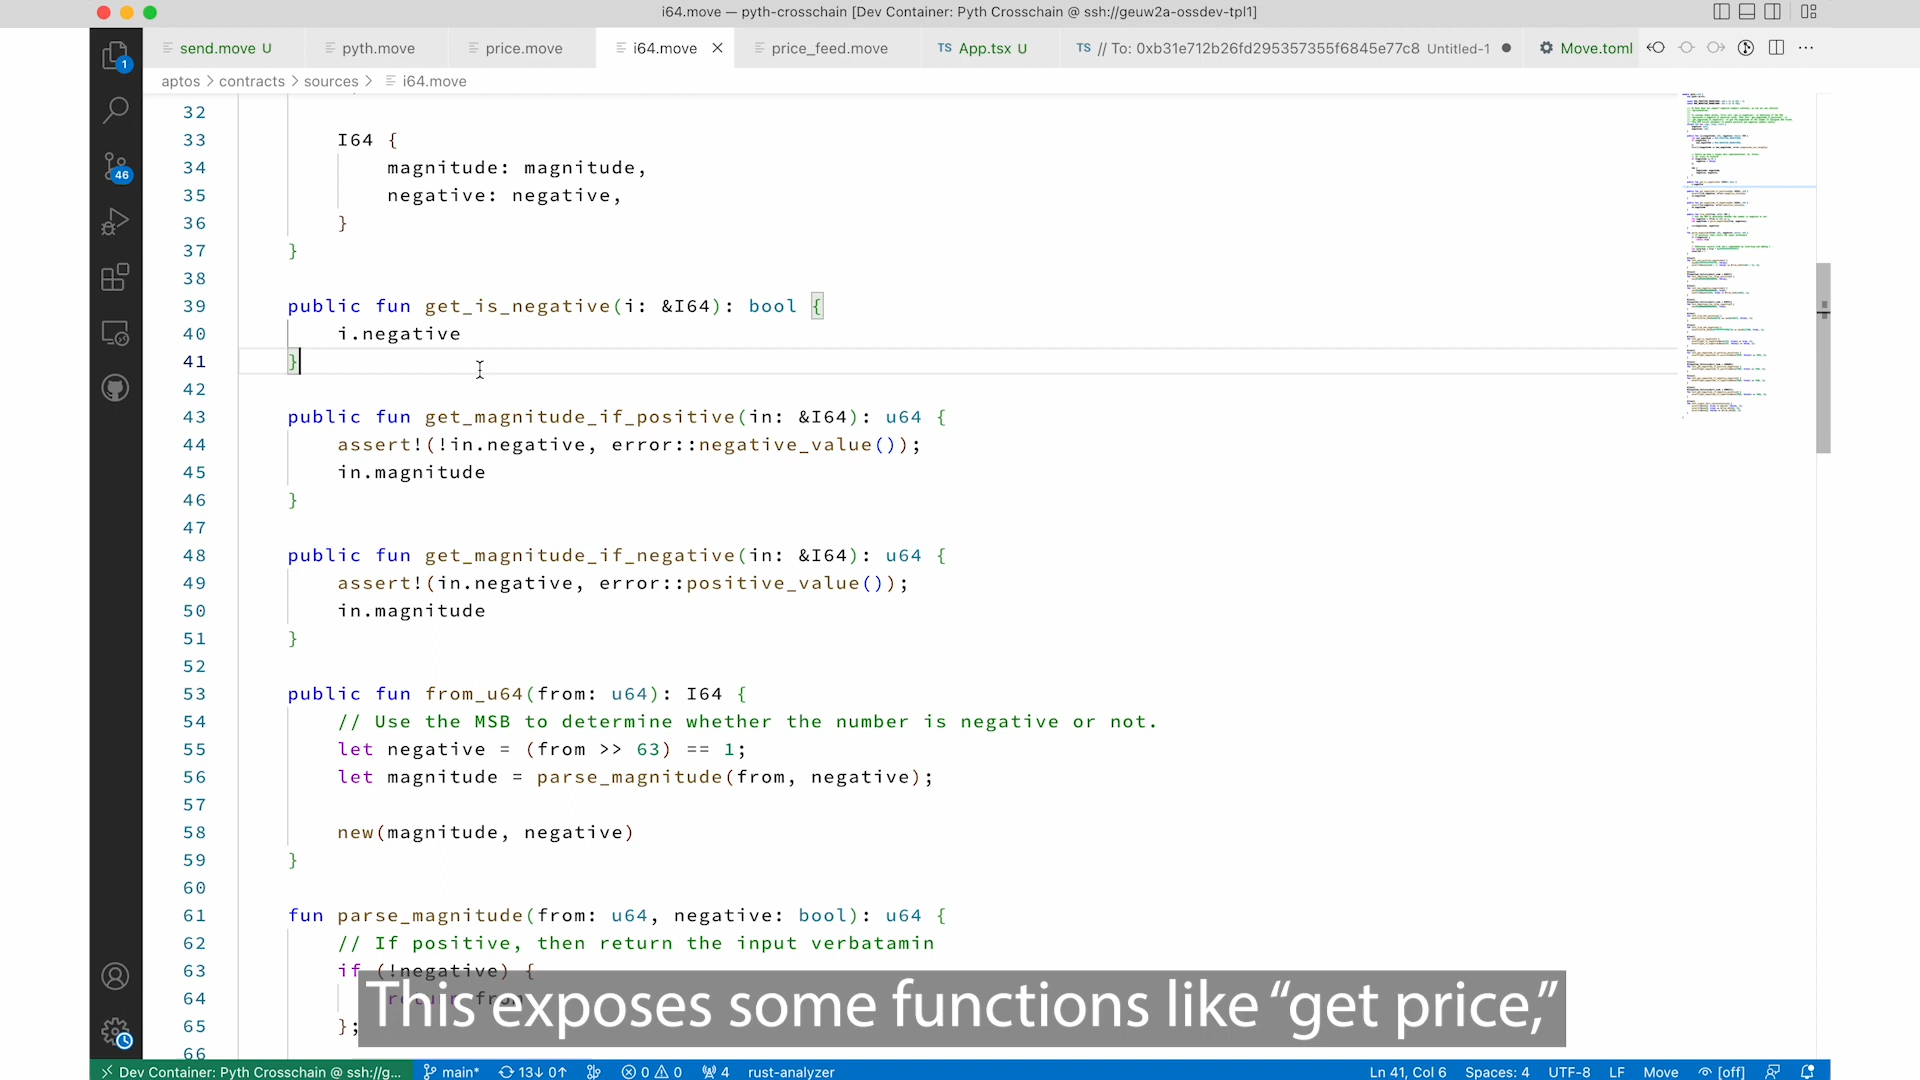 i64.move — pyth-crosschain [Dev Container: Pyth Crosschain @ ssh://geuw2a-ossdev-tpl1]
send.move U pyth.move price.move i64.move price_feed.move TS App.tsx U TS // To: 0xb31e712b26fd295357355f6845e77c8 Untitled-1 Move.toml
aptos > contracts > sources > i64.move
1
46
32
33 I64 {
34 magnitude: magnitude,
35 negative: negative,
36 }
37 }
38
39 public fun get_is_negative(i: &I64): bool {
40 i.negative
41 }
42
43 public fun get_magnitude_if_positive(in: &I64): u64 {
44 assert!(!in.negative, error::negative_value());
45 in.magnitude
46 }
47
48 public fun get_magnitude_if_negative(in: &I64): u64 {
49 assert!(in.negative, error::positive_value());
50 in.magnitude
51 }
52
53 public fun from_u64(from: u64): I64 {
54 // Use the MSB to determine whether the number is negative or not.
55 let negative = (from >> 63) == 1;
56 let magnitude = parse_magnitude(from, negative);
57
58 new(magnitude, negative)
59 }
60
61 fun parse_magnitude(from: u64, negative: bool): u64 {
62 // If positive, then return the input verbatamin
63 if (!negative) {
64
65 };
66
This exposes some functions like “get price,”
Dev Container: Pyth Crosschain @ ssh://g... main* 13↓ 0↑ 0 0 4 rust-analyzer Ln 41, Col 6 Spaces: 4 UTF-8 LF Move [off]